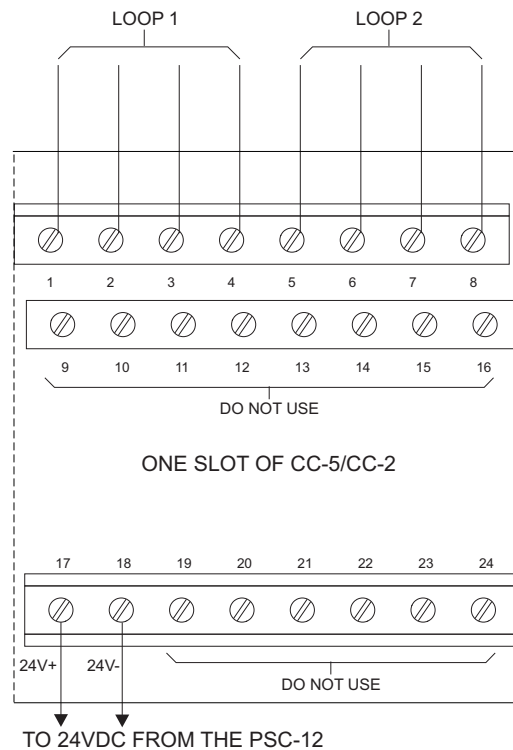 LOOP 1 LOOP 2
1 2 3 4 5 6 7 8
9 10 11 12 13 14 15 16
DO NOT USE
ONE SLOT OF CC-5/CC-2
17 18 19 20 21 22 23 24
24V+ 24V-
DO NOT USE
TO 24VDC FROM THE PSC-12